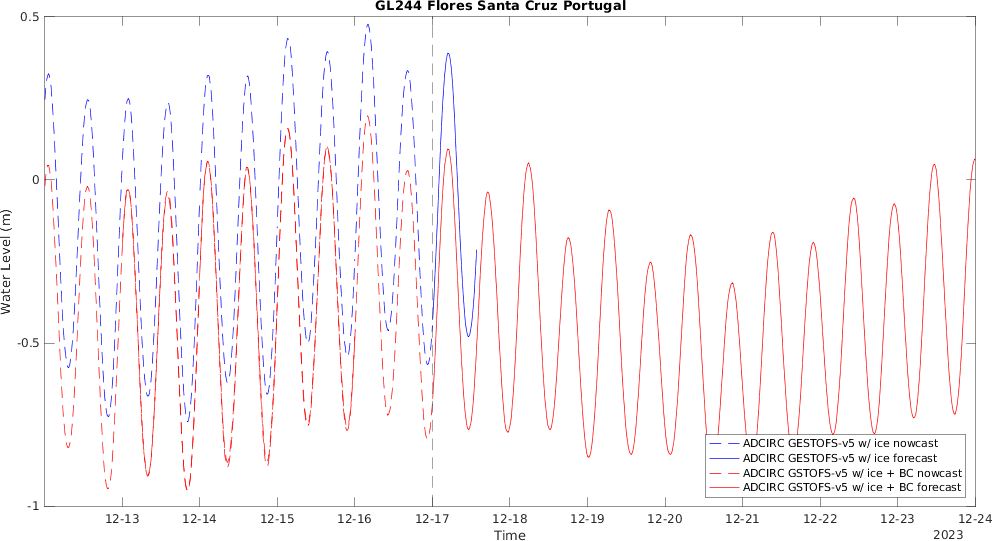 GL244 Flores Santa Cruz Portugal
0.5
0
-0.5
-1
Water Level (m)
ADCIRC GESTOFS-v5 w/ ice nowcast
ADCIRC GESTOFS-v5 w/ ice forecast
ADCIRC GSTOFS-v5 w/ ice + BC nowcast
ADCIRC GSTOFS-v5 w/ ice + BC forecast
12-13 12-14 12-15 12-16 12-17 12-18 12-19 12-20 12-21 12-22 12-23 12-24
Time
2023